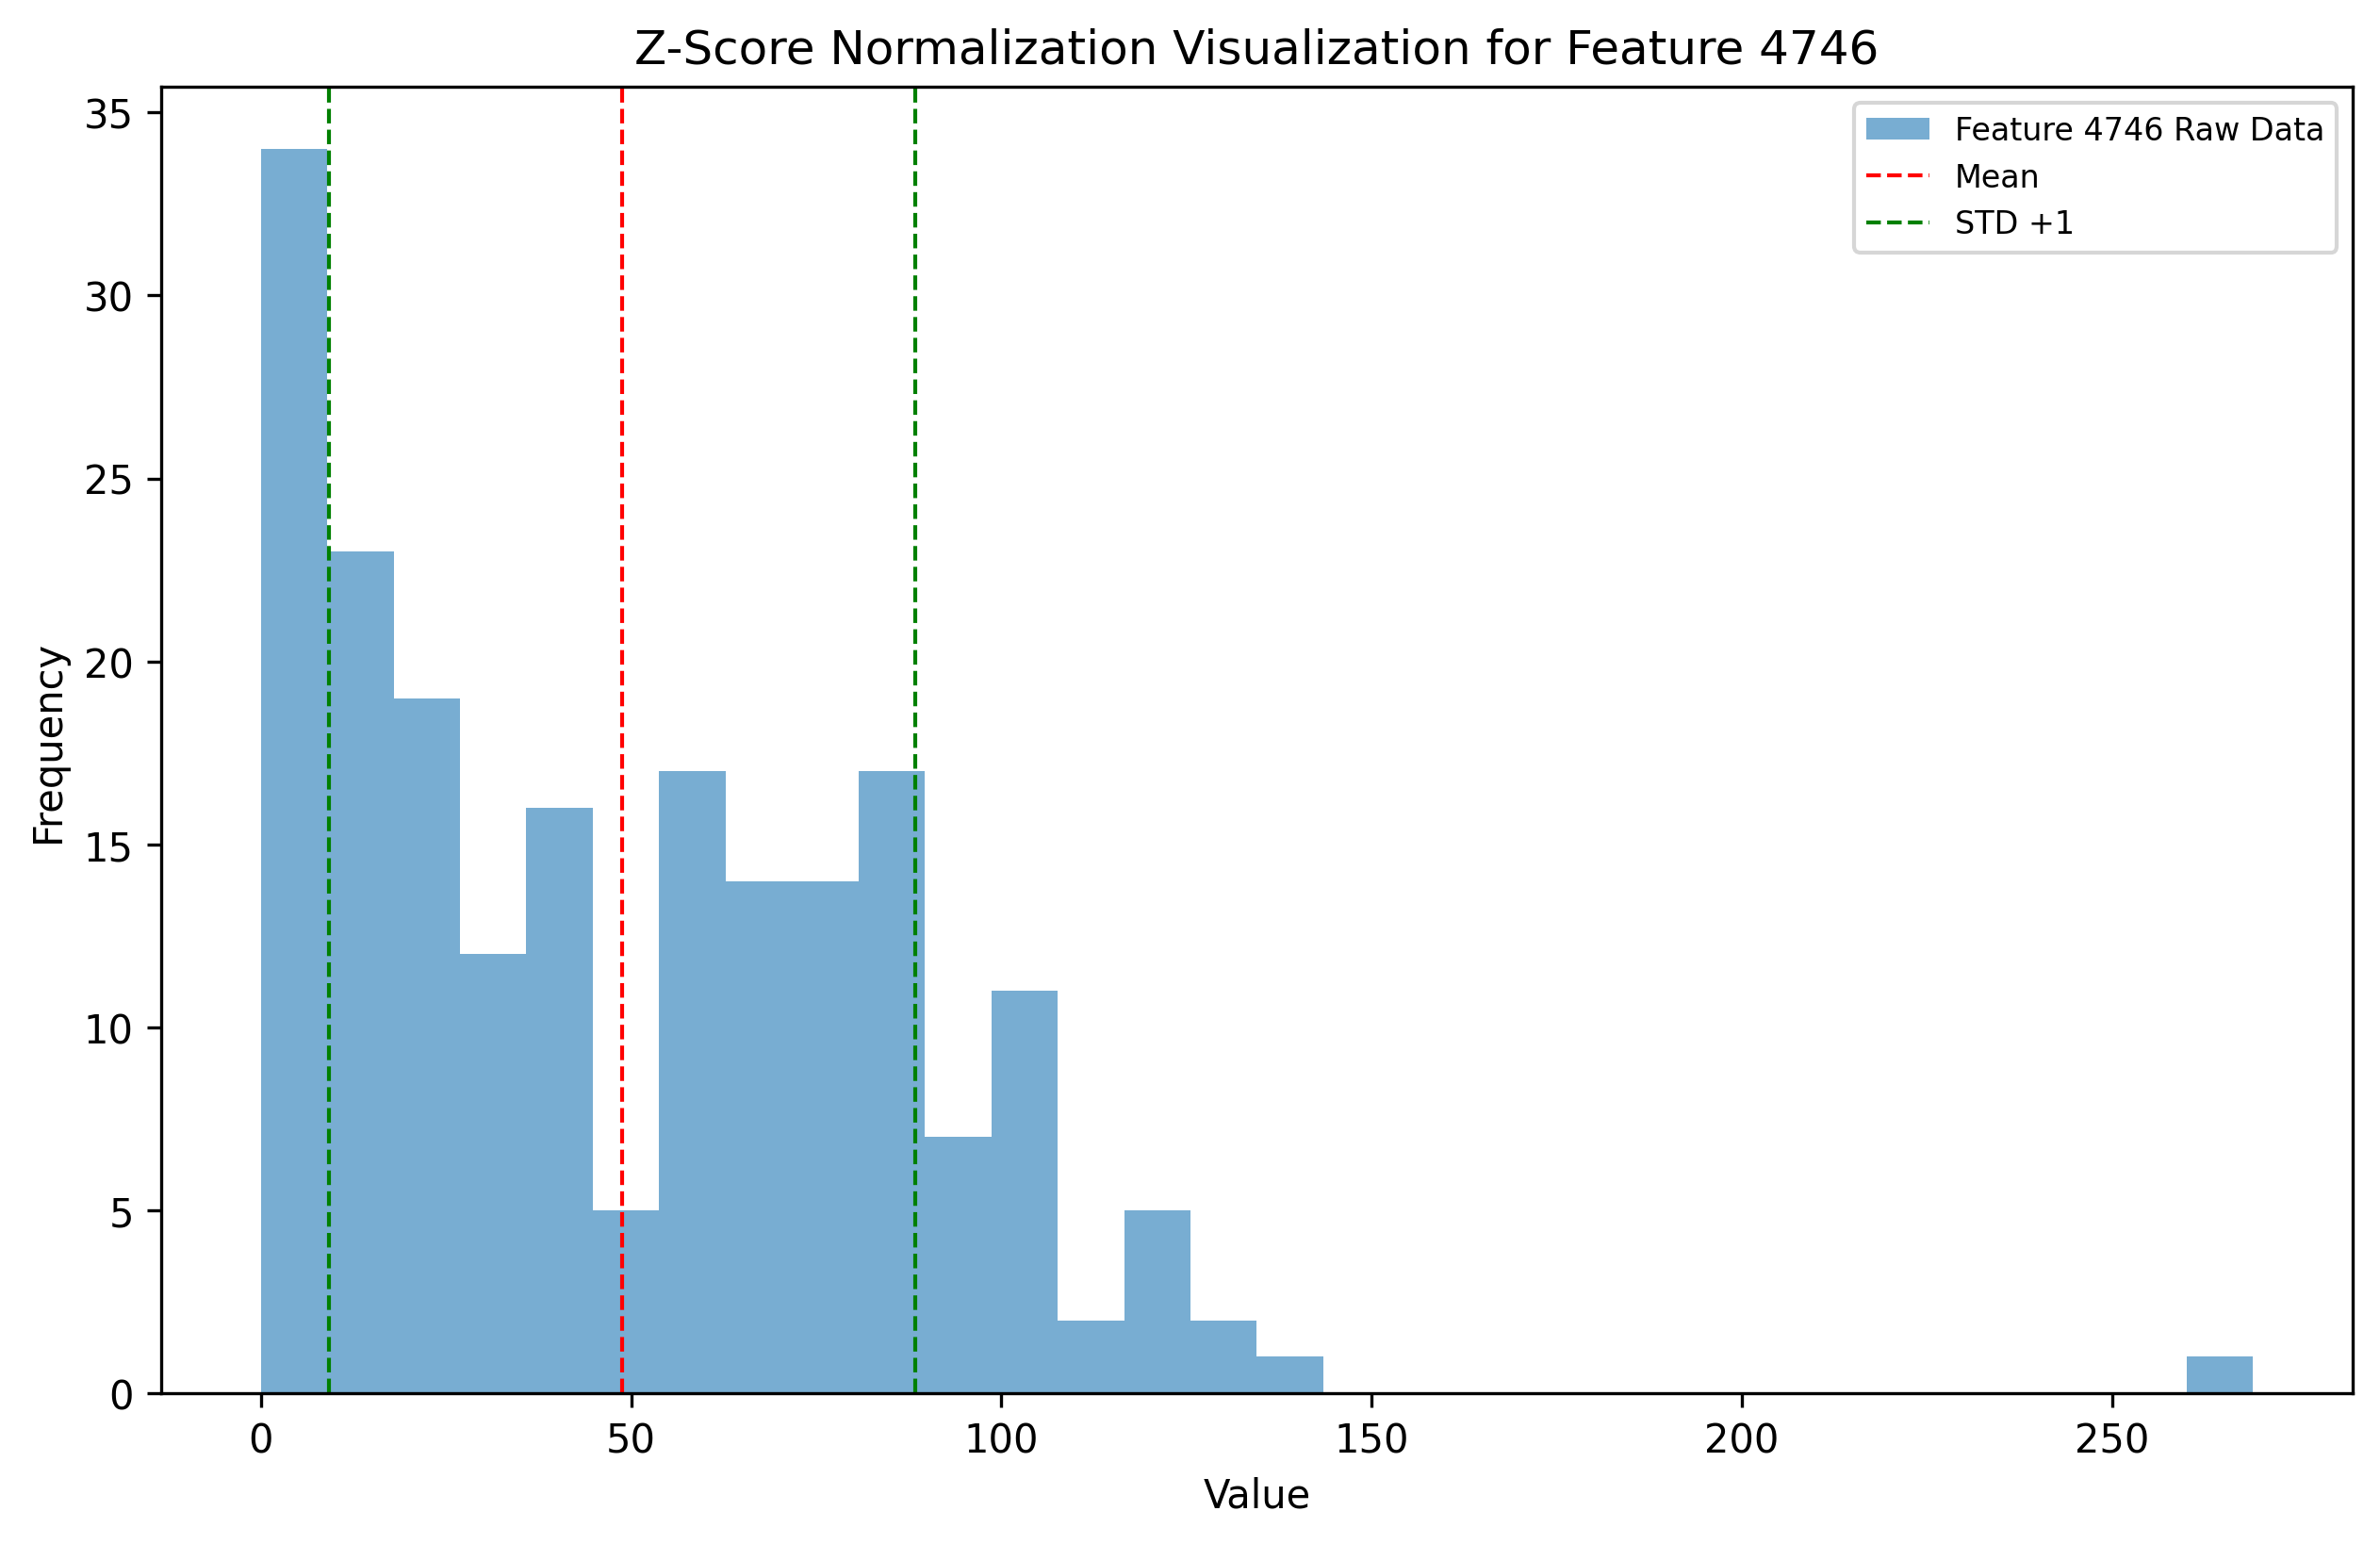 Z-Score Normalization Visualization for Feature 4746
Feature 4746 Raw Data
Mean
STD +1
Frequency
35
30
25
20
15
10
5
0
0 50 100 150 200 250
Value